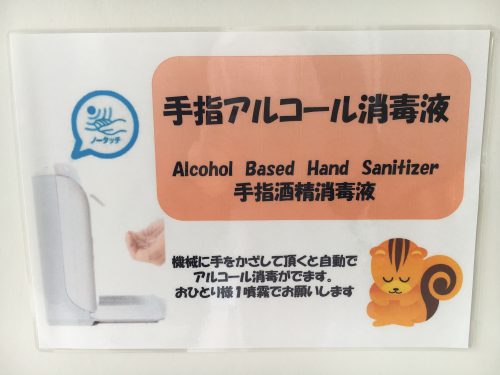 手指アルコール消毒液
Alcohol Based Hand Sanitizer
手指酒精消毒液
ノータッチ
機械に手をかざして頂くと自動で
アルコール消毒がでます。
おひとり様1噴霧でお願いします